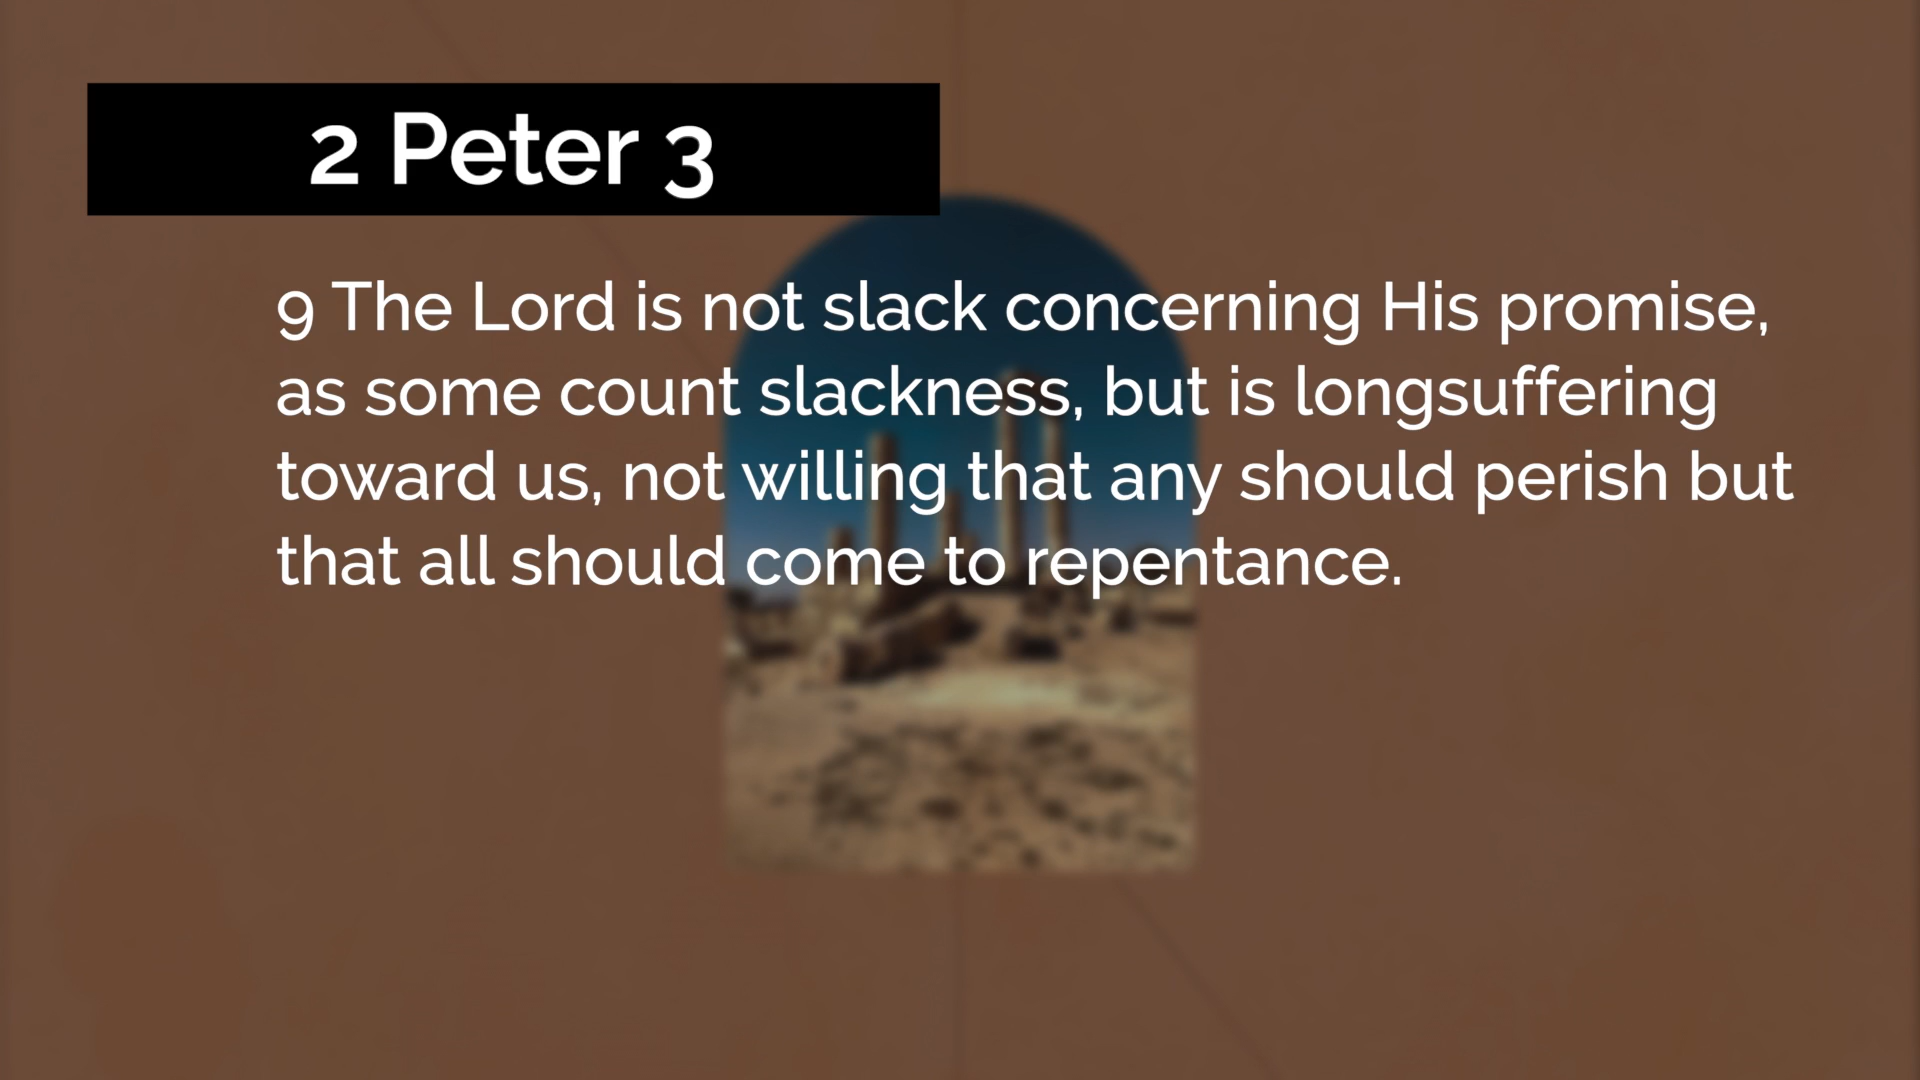 2 Peter 3
9 The Lord is not slack concerning His promise,
as some count slackness, but is longsuffering
toward us, not willing that any should perish but
that all should come to repentance.